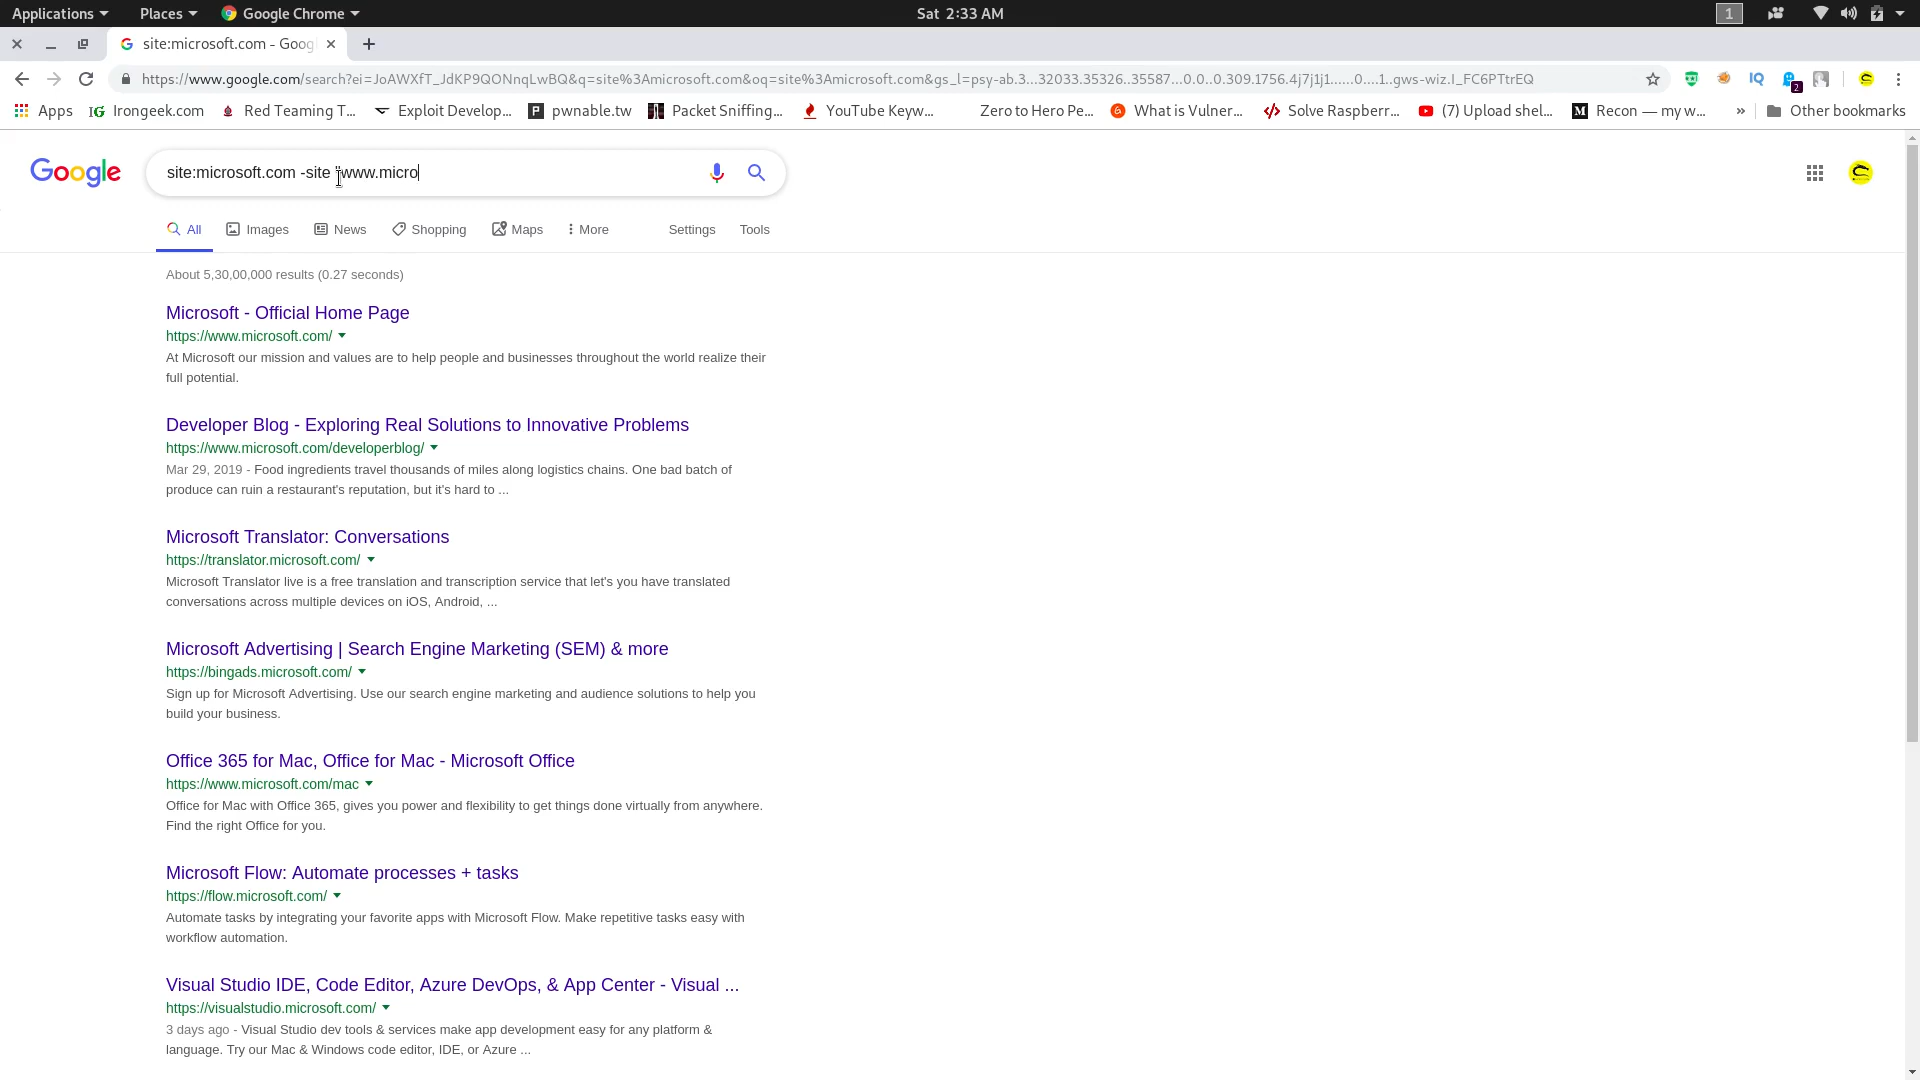 Applications Places Google Chrome Sat 2:33 AM 1
site:microsoft.com - Goog
https://www.google.com/search?ei=JoAWXfT_JdKP9QONnqLwBQ&q=site%3Amicrosoft.com&oq=site%3Amicrosoft.com&gs_l=psy-ab.3...32033.35326..35587...0.0..0.309.1756.4j7j1j1......0....1..gws-wiz.I_FC6PTtrEQ 2
Apps Irongeek.com Red Teaming T... Exploit Develop... pwnable.tw Packet Sniffing... YouTube Keyw... Zero to Hero Pe... What is Vulner... Solve Raspberr... (7) Upload shel... Recon — my w... » Other bookmarks
Google site:microsoft.com -site "www.micro
All Images News Shopping Maps More Settings Tools
About 5,30,00,000 results (0.27 seconds)
Microsoft - Official Home Page
https://www.microsoft.com/
At Microsoft our mission and values are to help people and businesses throughout the world realize their
full potential.
Developer Blog - Exploring Real Solutions to Innovative Problems
https://www.microsoft.com/developerblog/
Mar 29, 2019 - Food ingredients travel thousands of miles along logistics chains. One bad batch of
produce can ruin a restaurant's reputation, but it's hard to ...
Microsoft Translator: Conversations
https://translator.microsoft.com/
Microsoft Translator live is a free translation and transcription service that let's you have translated
conversations across multiple devices on iOS, Android, ...
Microsoft Advertising | Search Engine Marketing (SEM) & more
https://bingads.microsoft.com/
Sign up for Microsoft Advertising. Use our search engine marketing and audience solutions to help you
build your business.
Office 365 for Mac, Office for Mac - Microsoft Office
https://www.microsoft.com/mac
Office for Mac with Office 365, gives you power and flexibility to get things done virtually from anywhere.
Find the right Office for you.
Microsoft Flow: Automate processes + tasks
https://flow.microsoft.com/
Automate tasks by integrating your favorite apps with Microsoft Flow. Make repetitive tasks easy with
workflow automation.
Visual Studio IDE, Code Editor, Azure DevOps, & App Center - Visual ...
https://visualstudio.microsoft.com/
3 days ago - Visual Studio dev tools & services make app development easy for any platform &
language. Try our Mac & Windows code editor, IDE, or Azure ...